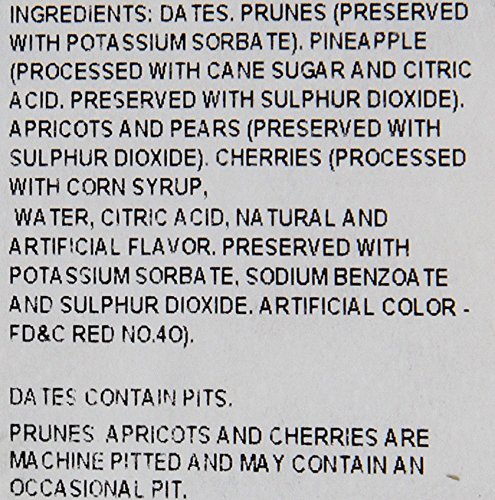 INGREDIENTS: DATES. PRUNES (PRESERVED
WITH POTASSIUM SORBATE). PINEAPPLE
(PROCESSED WITH CANE SUGAR AND CITRIC
ACID. PRESERVED WITH SULPHUR DIOXIDE).
APRICOTS AND PEARS (PRESERVED WITH
SULPHUR DIOXIDE). CHERRIES (PROCESSED
WITH CORN SYRUP,
WATER, CITRIC ACID, NATURAL AND
ARTIFICIAL FLAVOR. PRESERVED WITH
POTASSIUM SORBATE, SODIUM BENZOATE
AND SULPHUR DIOXIDE. ARTIFICIAL COLOR -
FD&C RED NO.40).
DATES CONTAIN PITS.
PRUNES APRICOTS AND CHERRIES ARE
MACHINE PITTED AND MAY CONTAIN AN
OCCASIONAL PIT.